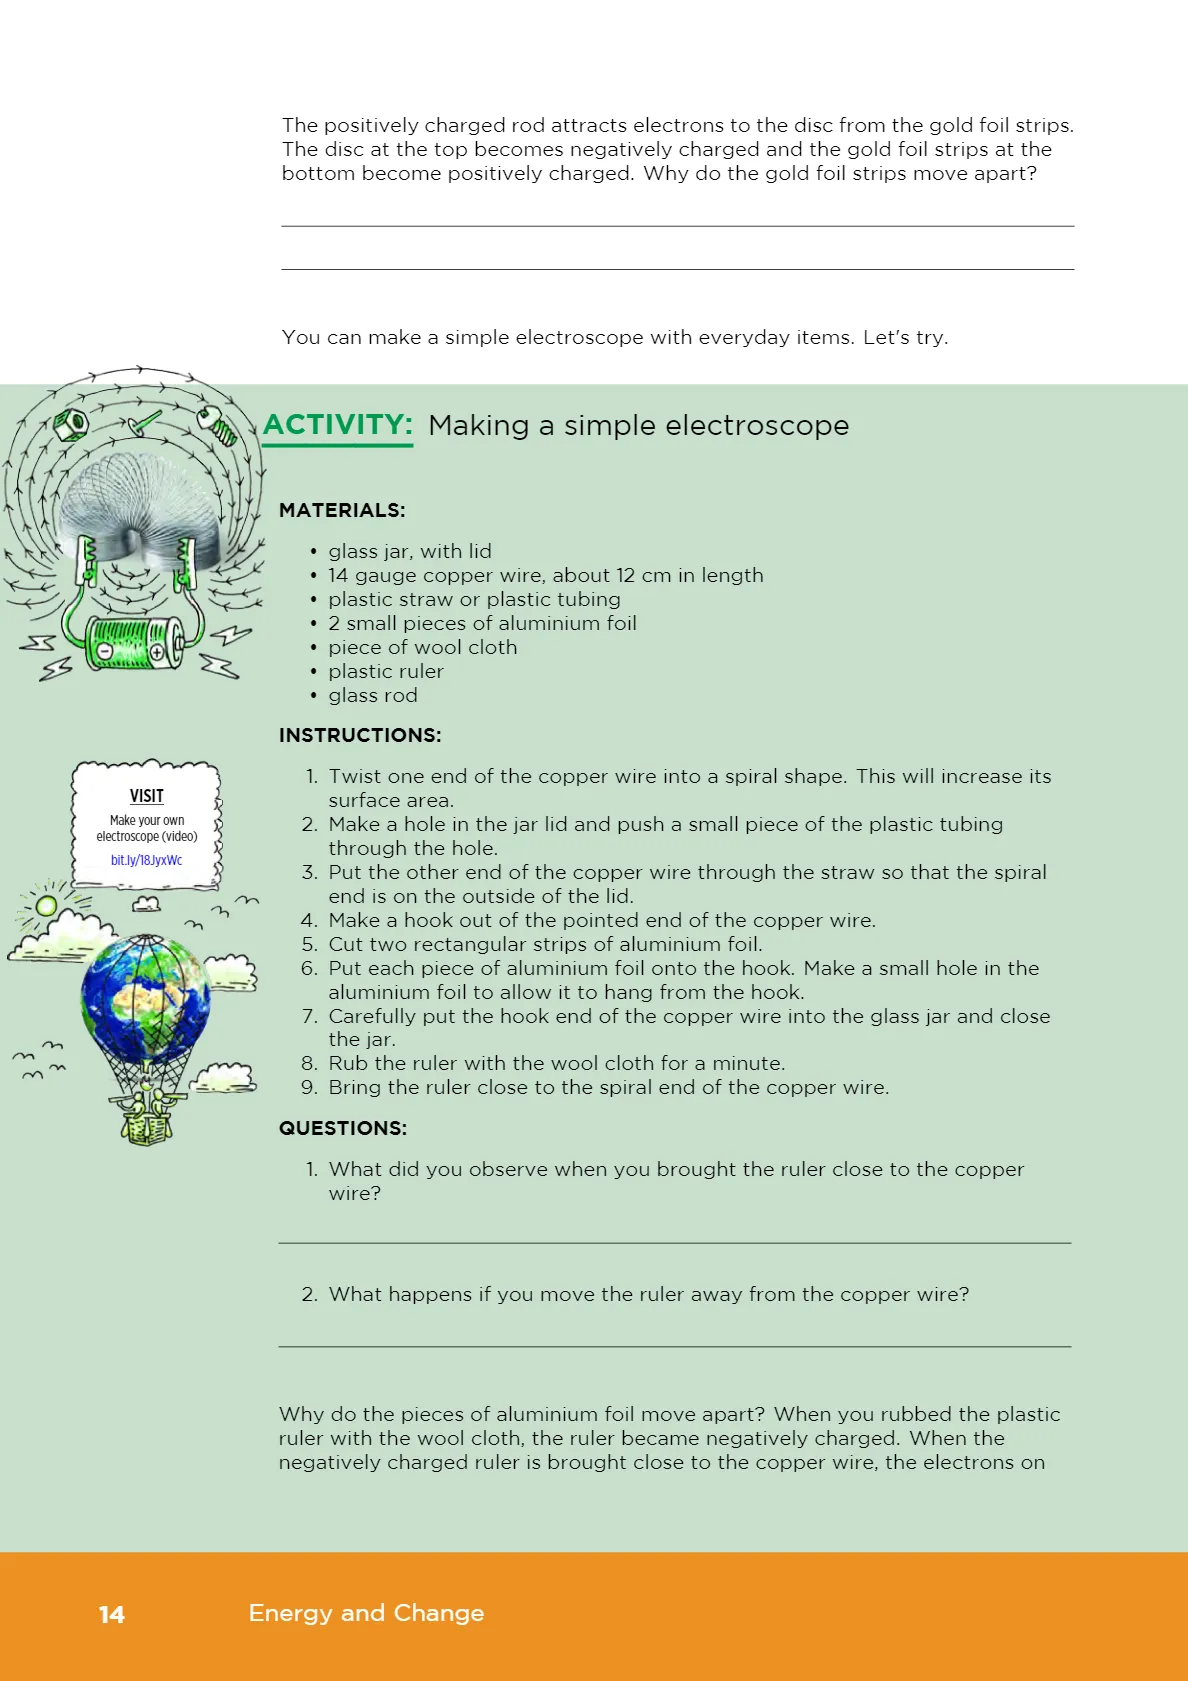 The positively charged rod attracts electrons to the disc from the gold foil strips.
The disc at the top becomes negatively charged and the gold foil strips at the
bottom become positively charged. Why do the gold foil strips move apart?
You can make a simple electroscope with everyday items. Let's try.
ACTIVITY: Making a simple electroscope
MATERIALS:
• glass jar, with lid
• 14 gauge copper wire, about 12 cm in length
• plastic straw or plastic tubing
• 2 small pieces of aluminium foil
• piece of wool cloth
• plastic ruler
• glass rod
INSTRUCTIONS:
1. Twist one end of the copper wire into a spiral shape. This will increase its
surface area.
2. Make a hole in the jar lid and push a small piece of the plastic tubing
through the hole.
3. Put the other end of the copper wire through the straw so that the spiral
end is on the outside of the lid.
4. Make a hook out of the pointed end of the copper wire.
5. Cut two rectangular strips of aluminium foil.
6. Put each piece of aluminium foil onto the hook. Make a small hole in the
aluminium foil to allow it to hang from the hook.
7. Carefully put the hook end of the copper wire into the glass jar and close
the jar.
8. Rub the ruler with the wool cloth for a minute.
9. Bring the ruler close to the spiral end of the copper wire.
VISIT
Make your own
electroscope (video)
bit.ly/18JyxWc
QUESTIONS:
1. What did you observe when you brought the ruler close to the copper
wire?
2. What happens if you move the ruler away from the copper wire?
Why do the pieces of aluminium foil move apart? When you rubbed the plastic
ruler with the wool cloth, the ruler became negatively charged. When the
negatively charged ruler is brought close to the copper wire, the electrons on
14 Energy and Change